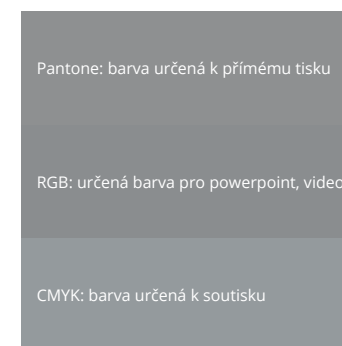 Pantone: barva určená k přímému tisku
RGB: určená barva pro powerpoint, video
CMYK: barva určená k soutisku